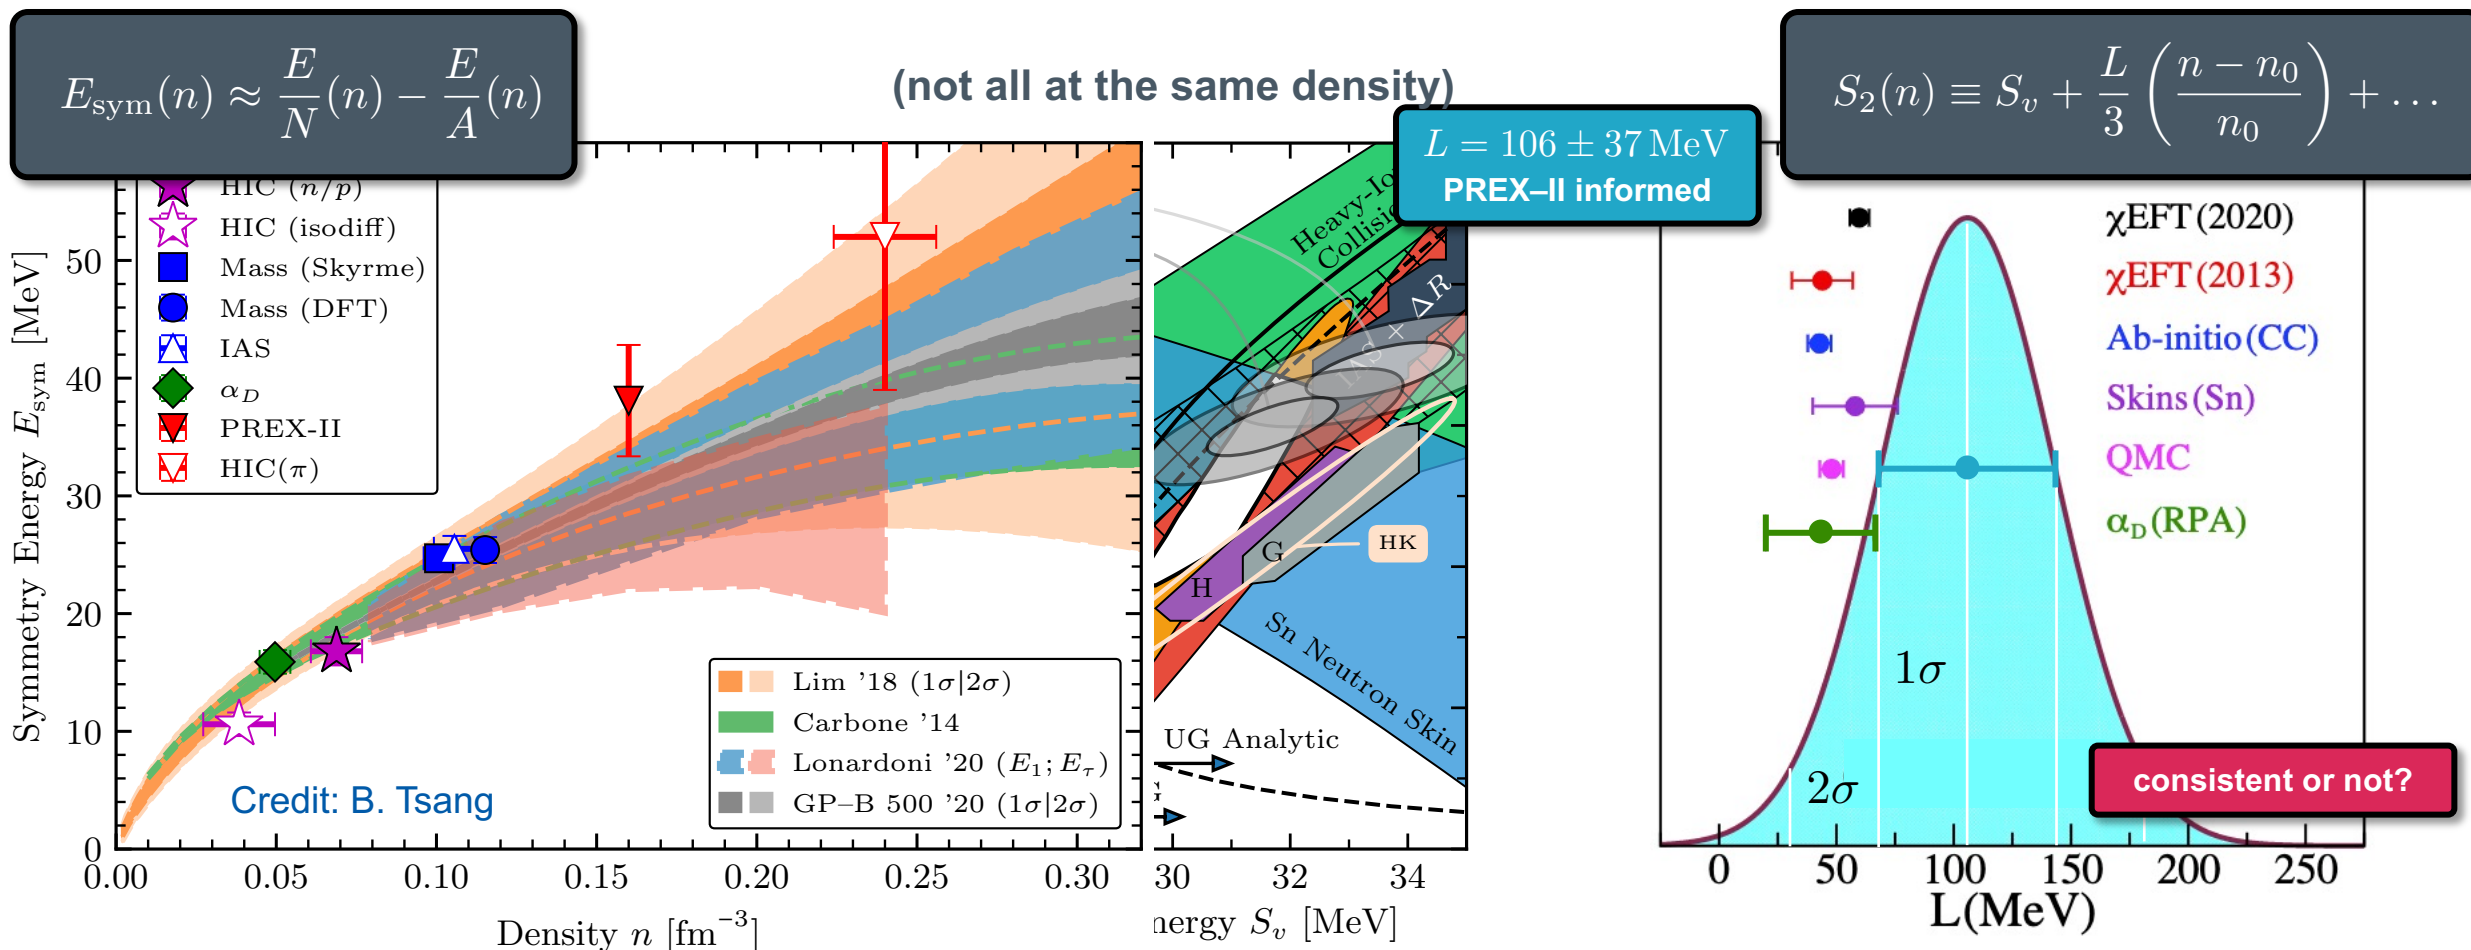 E_sym(n) ≈ E/N(n) − E/A(n)
(not all at the same density)
S_2(n) ≡ S_v + L/3 ((n − n_0)/n_0) + …
L = 106 ± 37 MeV
PREX–II informed
HIC (n/p)
HIC (isodiff)
Mass (Skyrme)
Mass (DFT)
IAS
α_D
PREX-II
HIC(π)
Symmetry Energy E_sym [MeV]
50
40
30
20
10
0
Lim '18 (1σ|2σ)
Carbone '14
Lonardoni '20 (E_1; E_τ)
GP–B 500 '20 (1σ|2σ)
Credit: B. Tsang
0.00 0.05 0.10 0.15 0.20 0.25 0.30
Density n [fm⁻³]
Heavy-Io
Collisi
IAS × ΔR
G
H
HK
Sn Neutron Skin
UG Analytic
G
30 32 34
nergy S_v [MeV]
χEFT(2020)
χEFT(2013)
Ab-initio(CC)
Skins(Sn)
QMC
α_D(RPA)
1σ
2σ
consistent or not?
0 50 100 150 200 250
L(MeV)